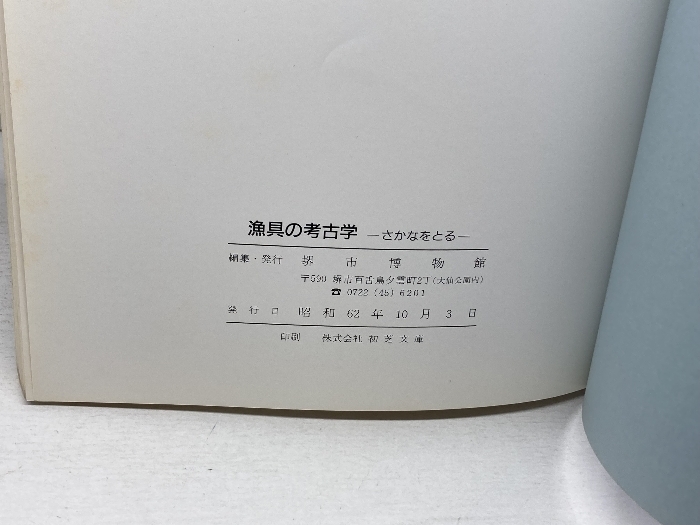 漁具の考古学 ―さかなをとる―
編集・発行 堺市博物館
〒590 堺市百舌鳥夕雲町2丁(大仙公園内)
☎ 0722 (45) 6201
発行日 昭和62年10月3日
印刷 株式会社 初芝文庫